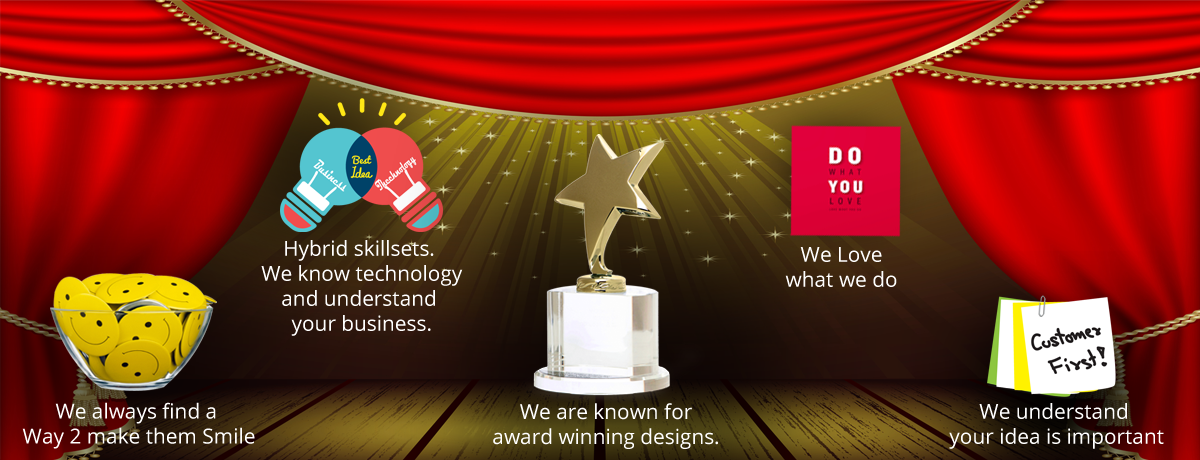 Business
Best
Idea
Technology
Hybrid skillsets.
We know technology
and understand
your business.
DO
WHAT
YOU
LOVE
We Love
what we do
Customer
First!
We always find a
Way 2 make them Smile
We are known for
award winning designs.
We understand
your idea is important